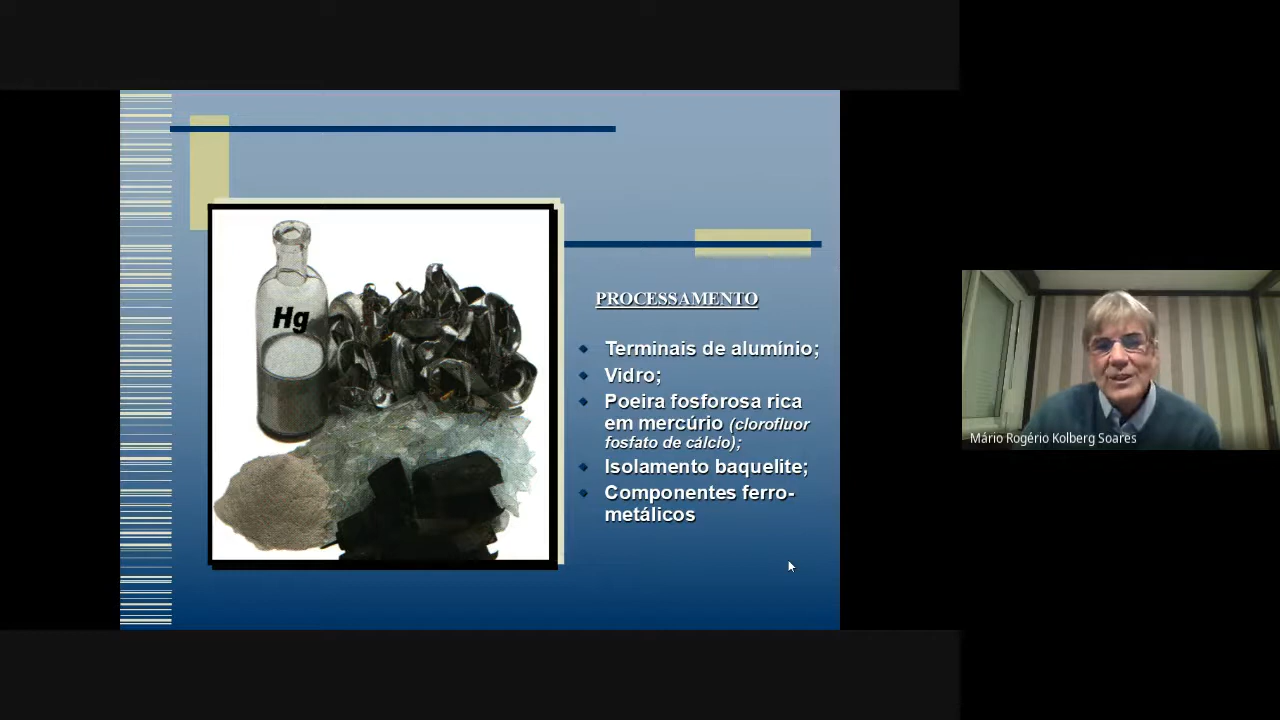 Hg
PROCESSAMENTO
Terminais de alumínio;
Vidro;
Poeira fosforosa rica
em mercúrio (clorofluor
fosfato de cálcio);
Isolamento baquelite;
Componentes ferro-
metálicos
Mário Rogério Kolberg Soares